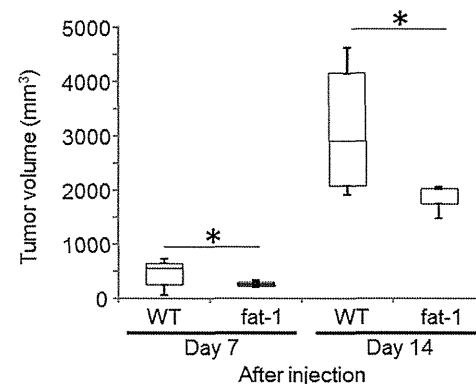 Tumor volume (mm³)
5000
4000
3000
2000
1000
0
*
*
WT fat-1 WT fat-1
Day 7 Day 14
After injection